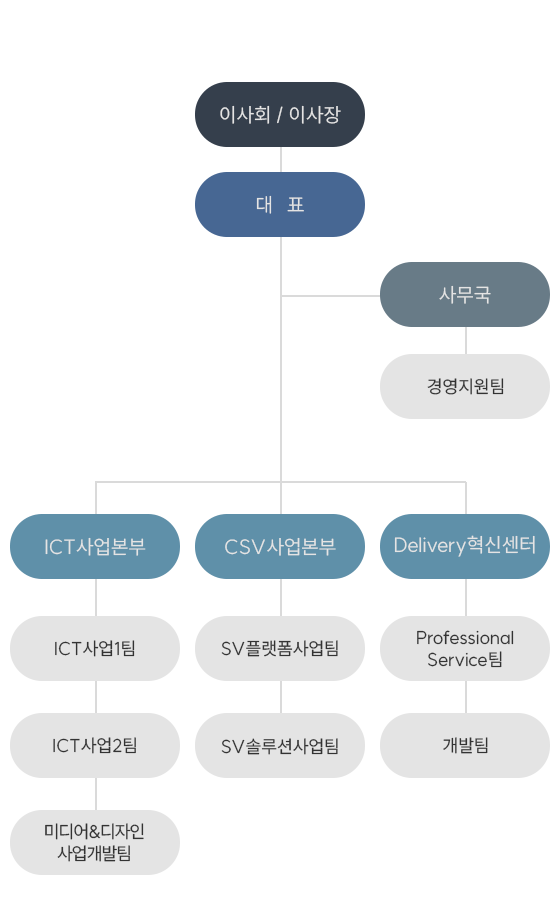 이사회 / 이사장
대 표
사무국
경영지원팀
ICT사업본부
CSV사업본부
Delivery혁신센터
ICT사업1팀
SV플랫폼사업팀
Professional
Service팀
ICT사업2팀
SV솔루션사업팀
개발팀
미디어&디자인
사업개발팀